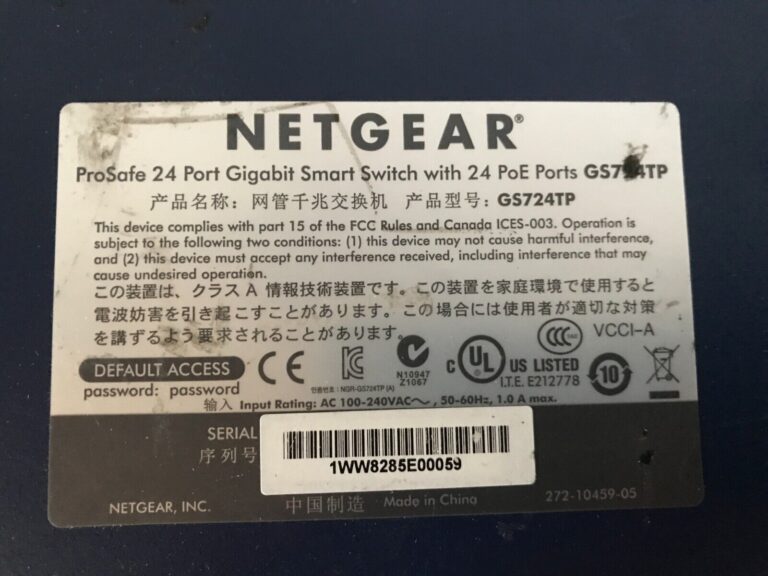 NETGEAR®
ProSafe 24 Port Gigabit Smart Switch with 24 PoE Ports GS724TP
产品名称: 网管千兆交换机 产品型号: GS724TP
This device complies with part 15 of the FCC Rules and Canada ICES-003. Operation is
subject to the following two conditions: (1) this device may not cause harmful interference,
and (2) this device must accept any interference received, including interference that may
cause undesired operation.
この装置は、クラス A 情報技術装置です。この装置を家庭環境で使用すると
電波妨害を引き起こすことがあります。この場合には使用者が適切な対策
を講ずるよう要求されることがあります。
CCC VCCI-A
DEFAULT ACCESS
password: password
CE
N10947
Z1067
C UL US LISTED
I.T.E. E212778
10
인증번호: NGR-GS724TP (A)
输入 Input Rating: AC 100-240VAC～, 50-60Hz, 1.0 A max.
SERIAL
序列号
1WW8285E00059
NETGEAR, INC.
中国制造 Made in China
272-10459-05